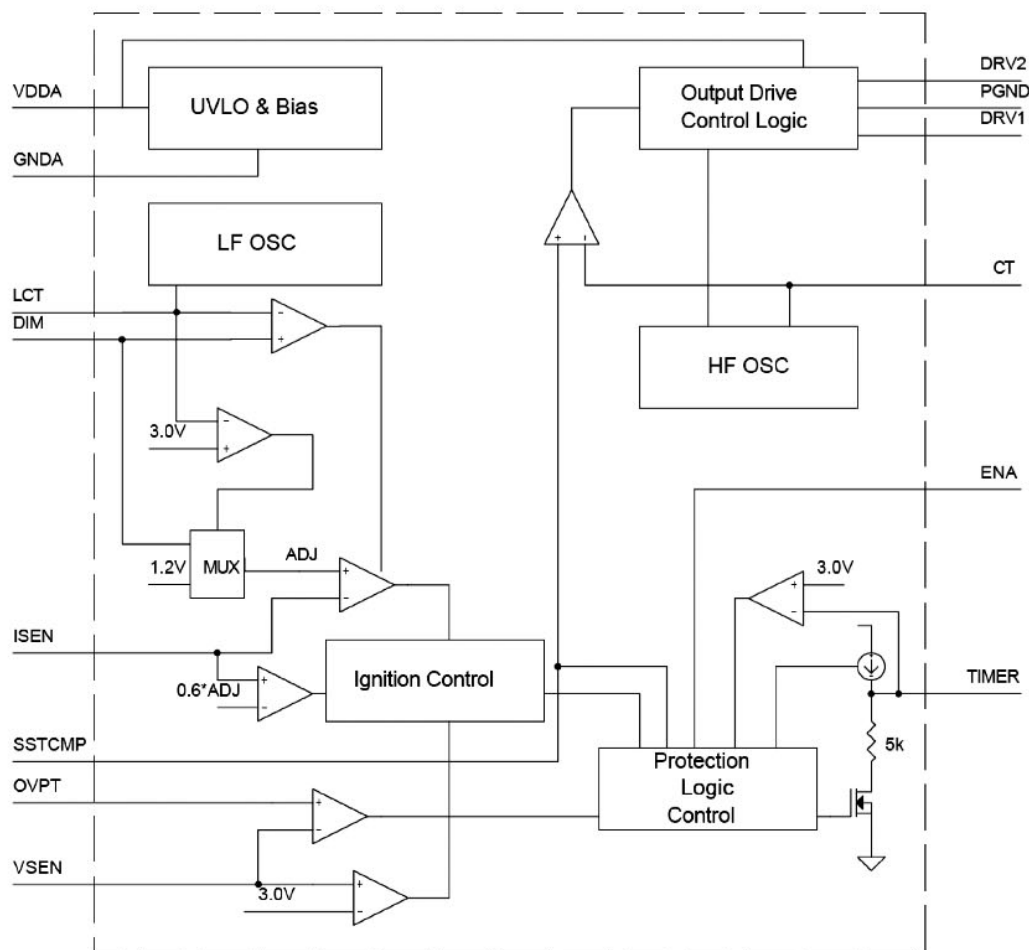 VDDA
UVLO & Bias
GNDA
LF OSC
LCT
DIM
-
+
3.0V
-
+
1.2V
MUX
ADJ
+
-
ISEN
0.6*ADJ
+
-
Ignition Control
SSTCMP
OVPT
+
-
VSEN
3.0V
+
-
Output Drive
Control Logic
DRV2
PGND
DRV1
+
-
CT
HF OSC
ENA
3.0V
+
-
TIMER
5k
Protection
Logic
Control